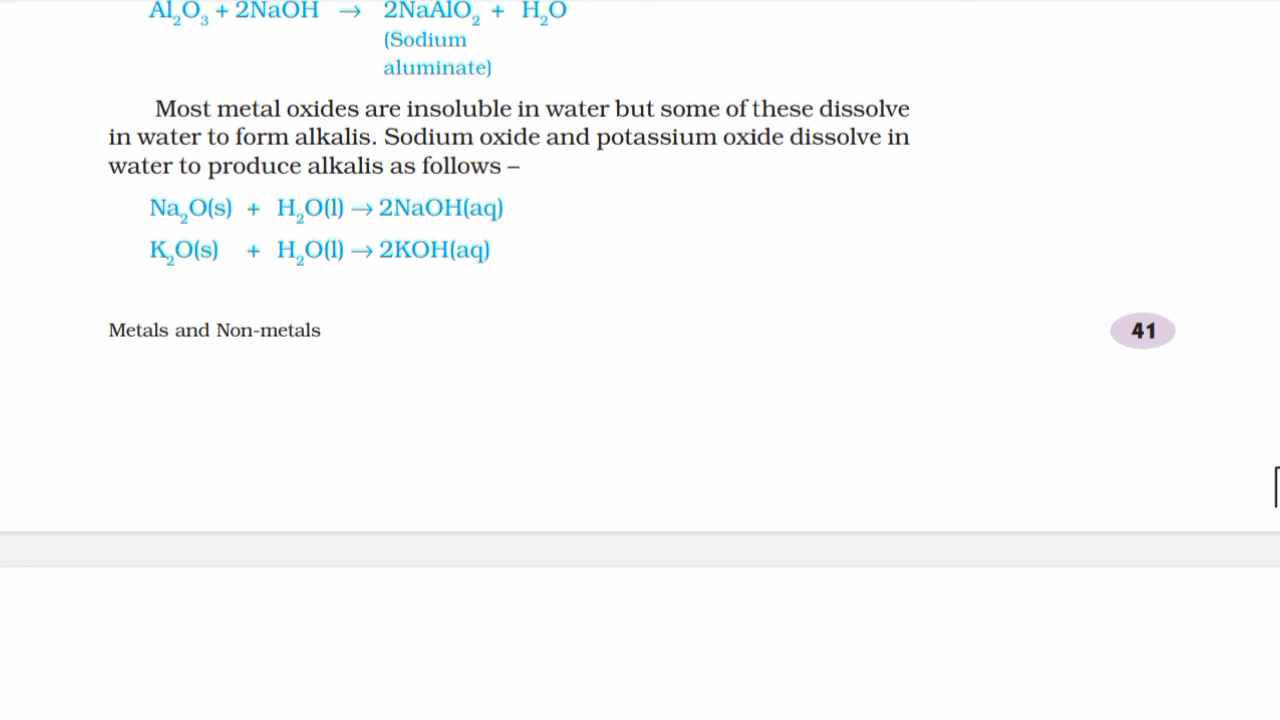 Al₂O₃ + 2NaOH → 2NaAlO₂ + H₂O
(Sodium
aluminate)
Most metal oxides are insoluble in water but some of these dissolve
in water to form alkalis. Sodium oxide and potassium oxide dissolve in
water to produce alkalis as follows –
Na₂O(s) + H₂O(l) → 2NaOH(aq)
K₂O(s) + H₂O(l) → 2KOH(aq)
Metals and Non-metals
41